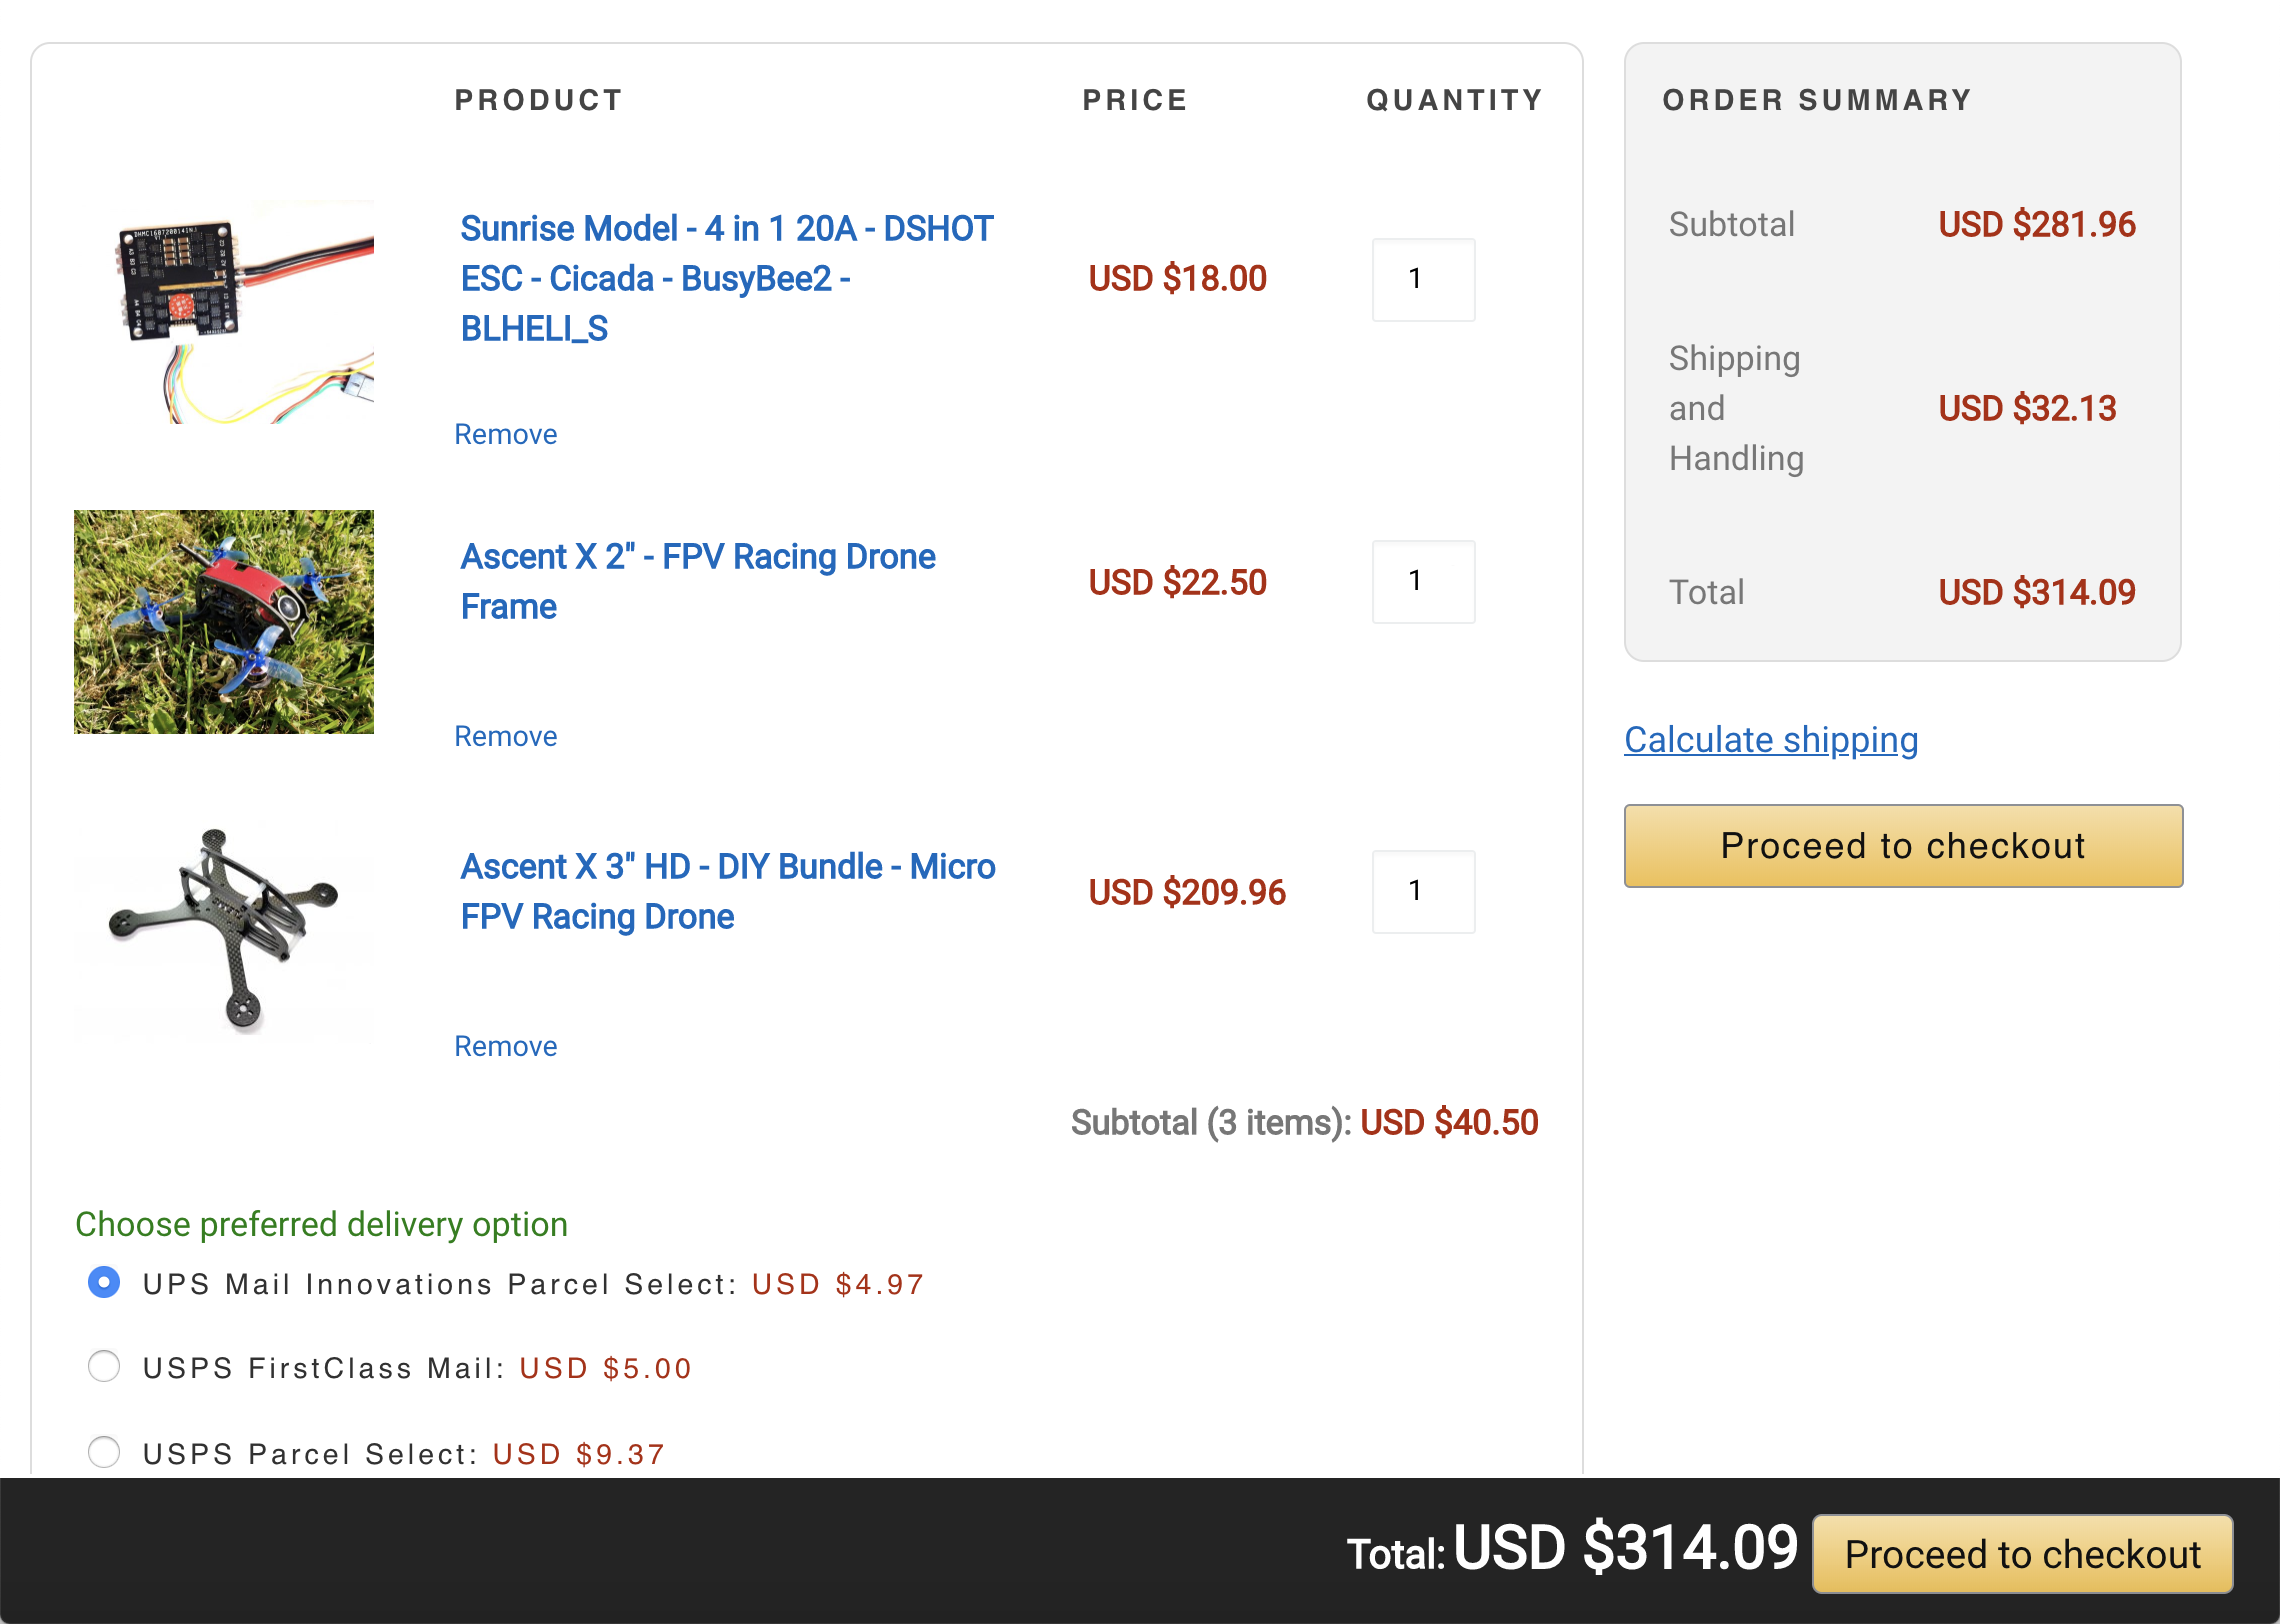 PRODUCT PRICE QUANTITY
Sunrise Model - 4 in 1 20A - DSHOT
ESC - Cicada - BusyBee2 -
BLHELI_S
USD $18.00
1
Remove
Ascent X 2" - FPV Racing Drone
Frame
USD $22.50
1
Remove
Ascent X 3" HD - DIY Bundle - Micro
FPV Racing Drone
USD $209.96
1
Remove
Subtotal (3 items): USD $40.50
Choose preferred delivery option
UPS Mail Innovations Parcel Select: USD $4.97
USPS FirstClass Mail: USD $5.00
USPS Parcel Select: USD $9.37
ORDER SUMMARY
Subtotal USD $281.96
Shipping
and
Handling
USD $32.13
Total USD $314.09
Calculate shipping
Proceed to checkout
Total: USD $314.09 Proceed to checkout